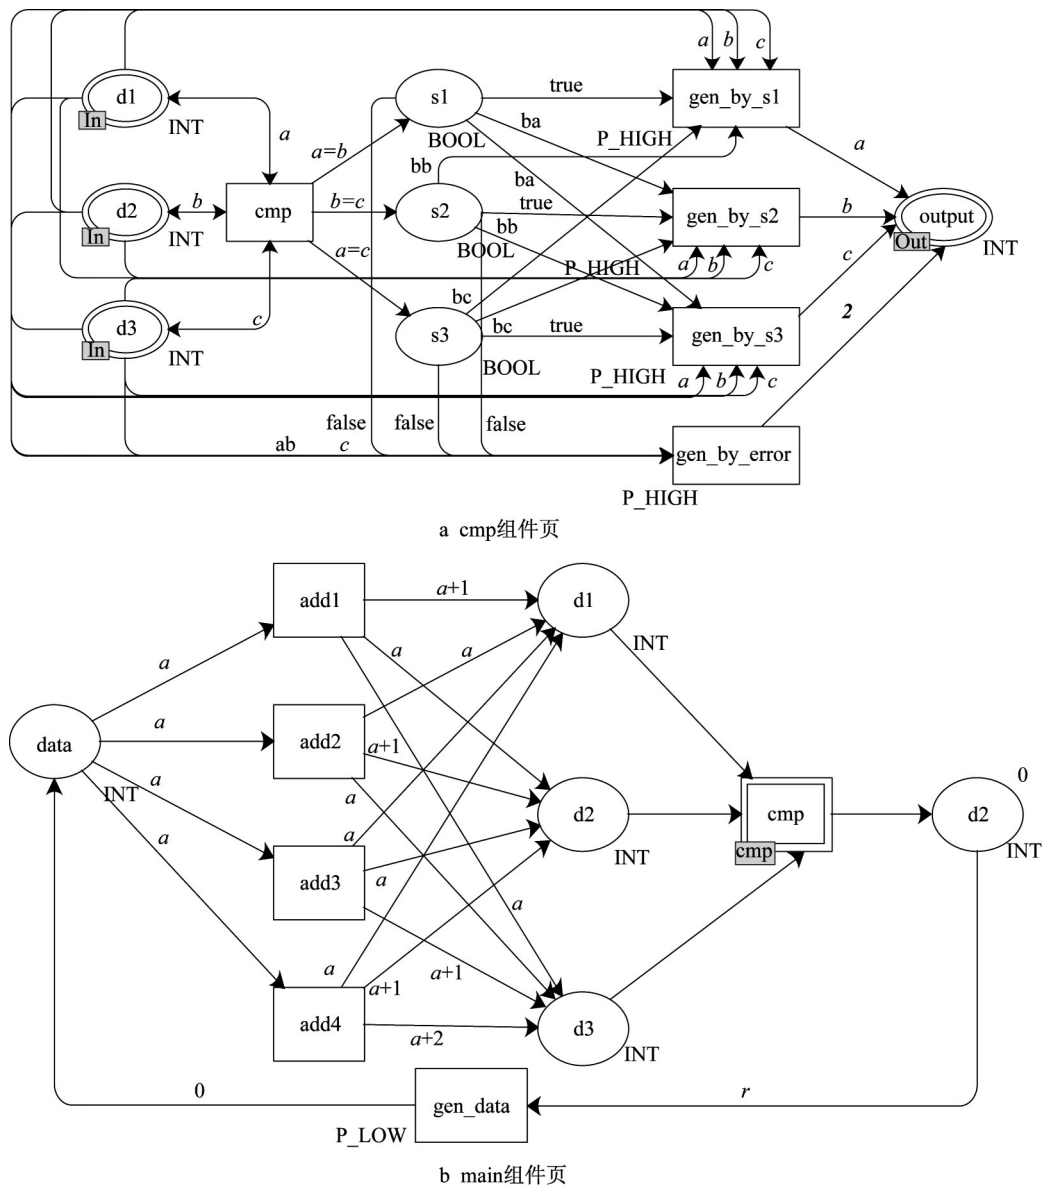 a b c
d1 In INT
a
s1 BOOL
true
ba
gen_by_s1 P_HIGH
a
a=b
bb
ba
d2 In INT
b
cmp
b=c
s2 BOOL
true
bb
gen_by_s2 P_HIGH
b
output Out INT
a=c
a b c
c
2
d3 In INT
c
s3 BOOL
bc
bc
true
gen_by_s3 P_HIGH
a b c
false false false
ab c
gen_by_error P_HIGH
a cmp组件页
add1
a+1
d1 INT
a
a
a
data INT
a
add2
a+1
a
a
a
add3
a
a
d2 INT
cmp cmp
0
d2 INT
a
a+1
a
a+1
add4
a+2
d3 INT
0
gen_data P_LOW
r
b main组件页